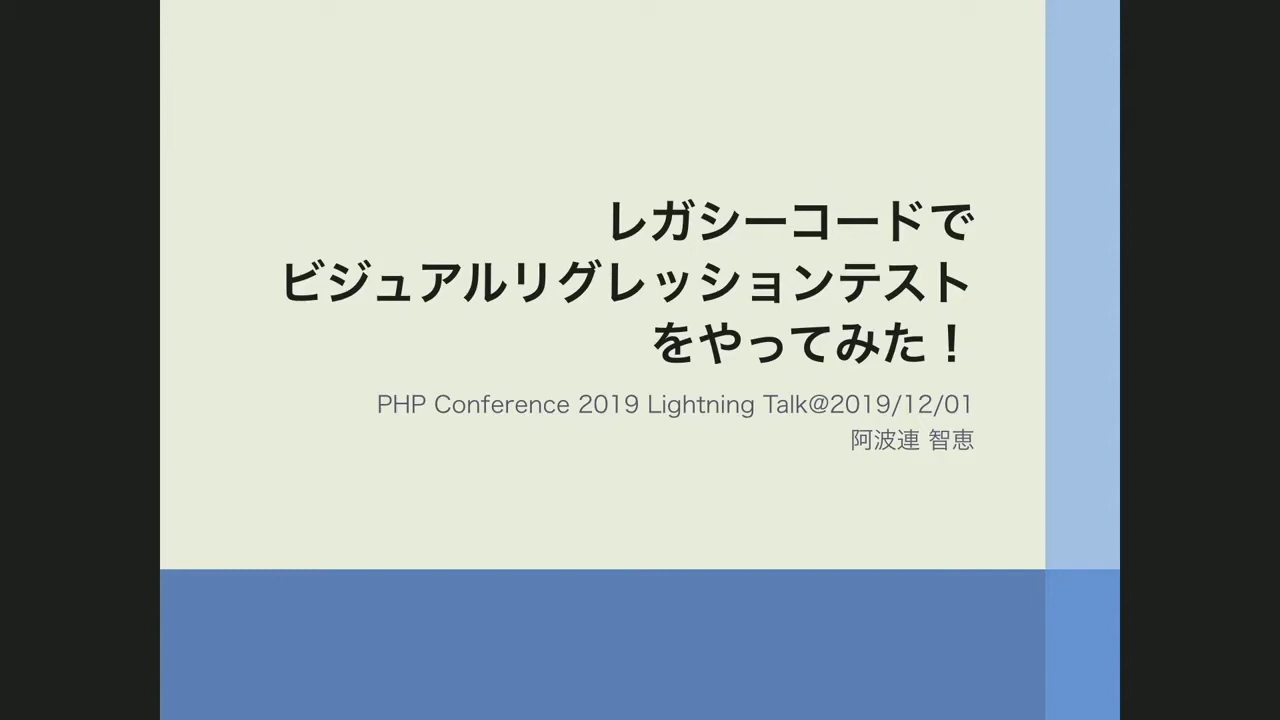 レガシーコードで
ビジュアルリグレッションテスト
をやってみた！
PHP Conference 2019 Lightning Talk@2019/12/01
阿波連 智恵